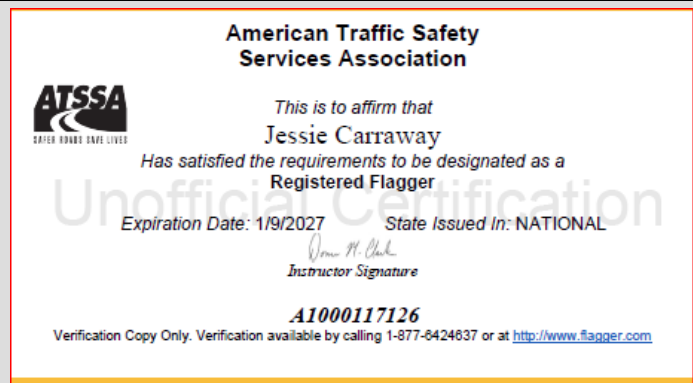 American Traffic Safety
Services Association
ATSSA
SAFER ROADS SAVE LIVES
This is to affirm that
Jessie Carraway
Has satisfied the requirements to be designated as a
Registered Flagger
Unofficial Certification
Expiration Date: 1/9/2027 State Issued In: NATIONAL
Instructor Signature
A1000117126
Verification Copy Only. Verification available by calling 1-877-6424637 or at http://www.flagger.com